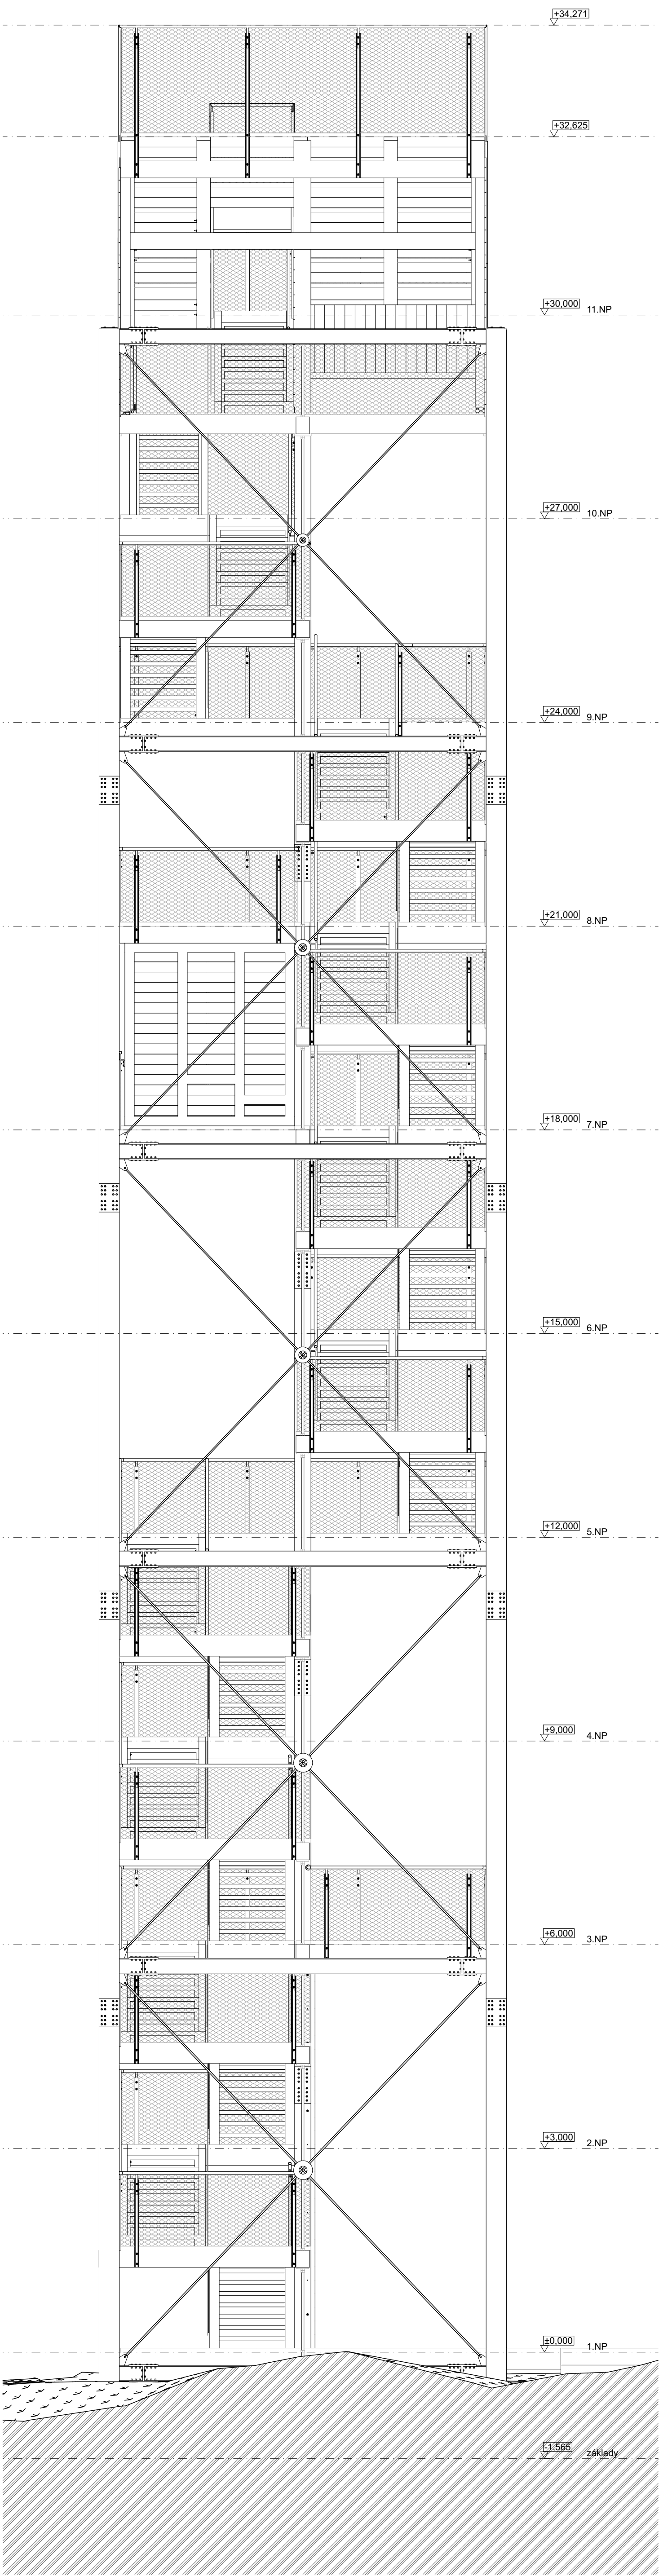 +34,271
+32,625
+30,000 11.NP
+27,000 10.NP
+24,000 9.NP
+21,000 8.NP
+18,000 7.NP
+15,000 6.NP
+12,000 5.NP
+9,000 4.NP
+6,000 3.NP
+3,000 2.NP
±0,000 1.NP
-1,565 základy